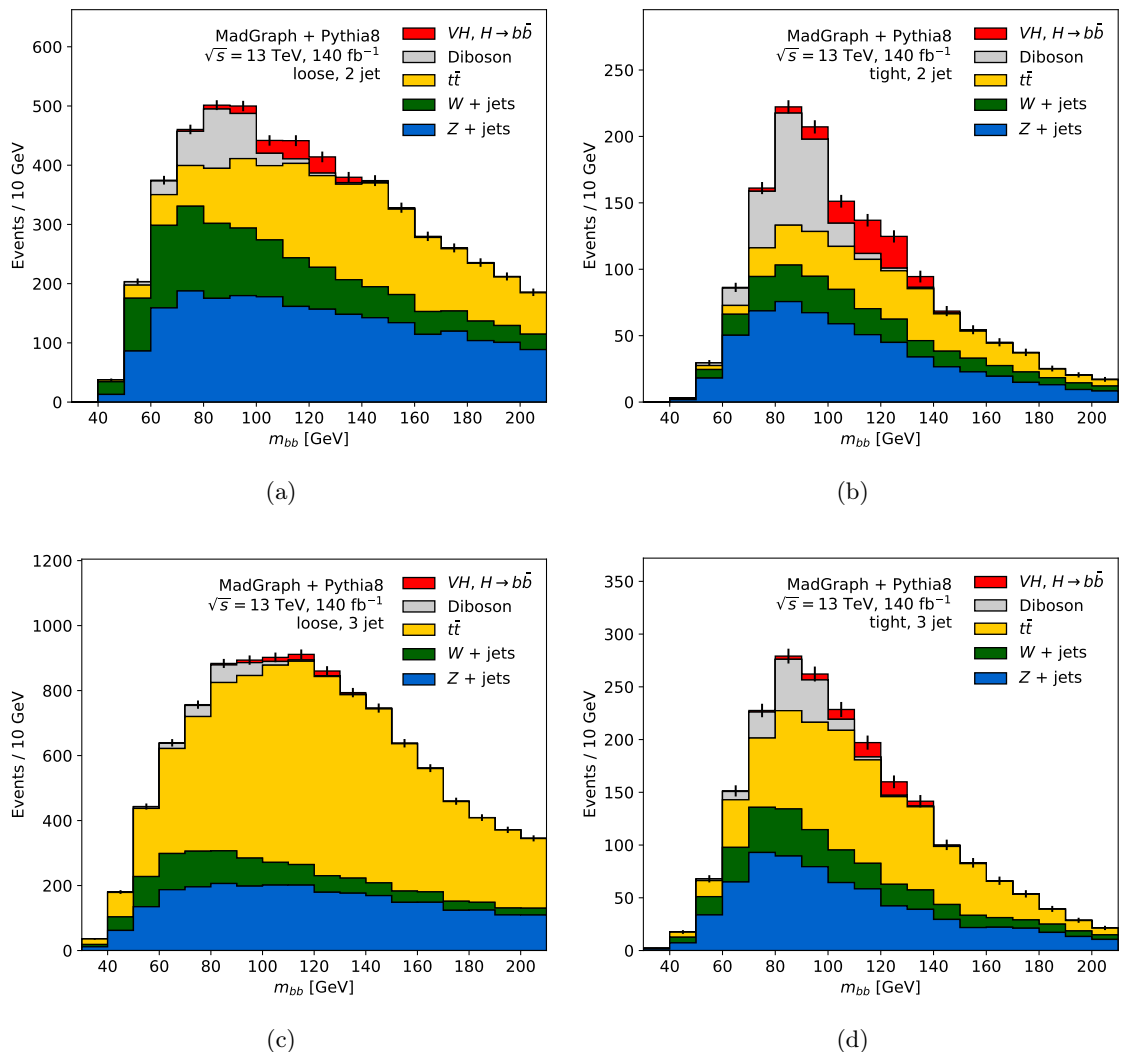 MadGraph + Pythia8
√s = 13 TeV, 140 fb⁻¹
loose, 2 jet
VH, H → bb̄
Diboson
tt̄
W + jets
Z + jets
Events / 10 GeV
0
100
200
300
400
500
600
40 60 80 100 120 140 160 180 200
m_bb [GeV]
(a)
MadGraph + Pythia8
√s = 13 TeV, 140 fb⁻¹
tight, 2 jet
VH, H → bb̄
Diboson
tt̄
W + jets
Z + jets
Events / 10 GeV
0
50
100
150
200
250
40 60 80 100 120 140 160 180 200
m_bb [GeV]
(b)
MadGraph + Pythia8
√s = 13 TeV, 140 fb⁻¹
loose, 3 jet
VH, H → bb̄
Diboson
tt̄
W + jets
Z + jets
Events / 10 GeV
0
200
400
600
800
1000
1200
40 60 80 100 120 140 160 180 200
m_bb [GeV]
(c)
MadGraph + Pythia8
√s = 13 TeV, 140 fb⁻¹
tight, 3 jet
VH, H → bb̄
Diboson
tt̄
W + jets
Z + jets
Events / 10 GeV
0
50
100
150
200
250
300
350
40 60 80 100 120 140 160 180 200
m_bb [GeV]
(d)